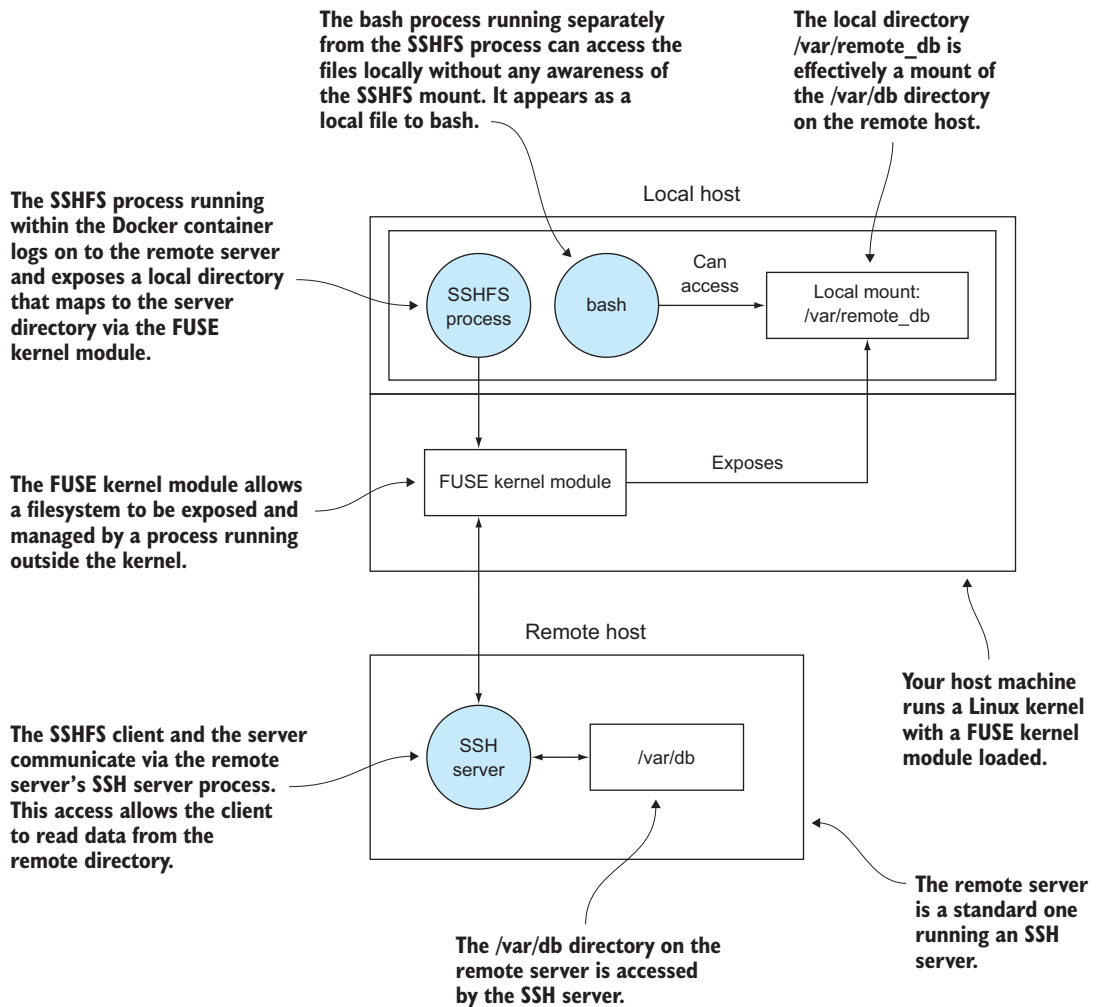 The bash process running separately
from the SSHFS process can access the
files locally without any awareness of
the SSHFS mount. It appears as a
local file to bash.
The local directory
/var/remote_db is
effectively a mount of
the /var/db directory
on the remote host.
The SSHFS process running
within the Docker container
logs on to the remote server
and exposes a local directory
that maps to the server
directory via the FUSE
kernel module.
Local host
SSHFS
process
bash
Can
access
Local mount:
/var/remote_db
The FUSE kernel module allows
a filesystem to be exposed and
managed by a process running
outside the kernel.
FUSE kernel module
Exposes
Remote host
Your host machine
runs a Linux kernel
with a FUSE kernel
module loaded.
The SSHFS client and the server
communicate via the remote
server's SSH server process.
This access allows the client
to read data from the
remote directory.
SSH
server
/var/db
The remote server
is a standard one
running an SSH
server.
The /var/db directory on the
remote server is accessed
by the SSH server.